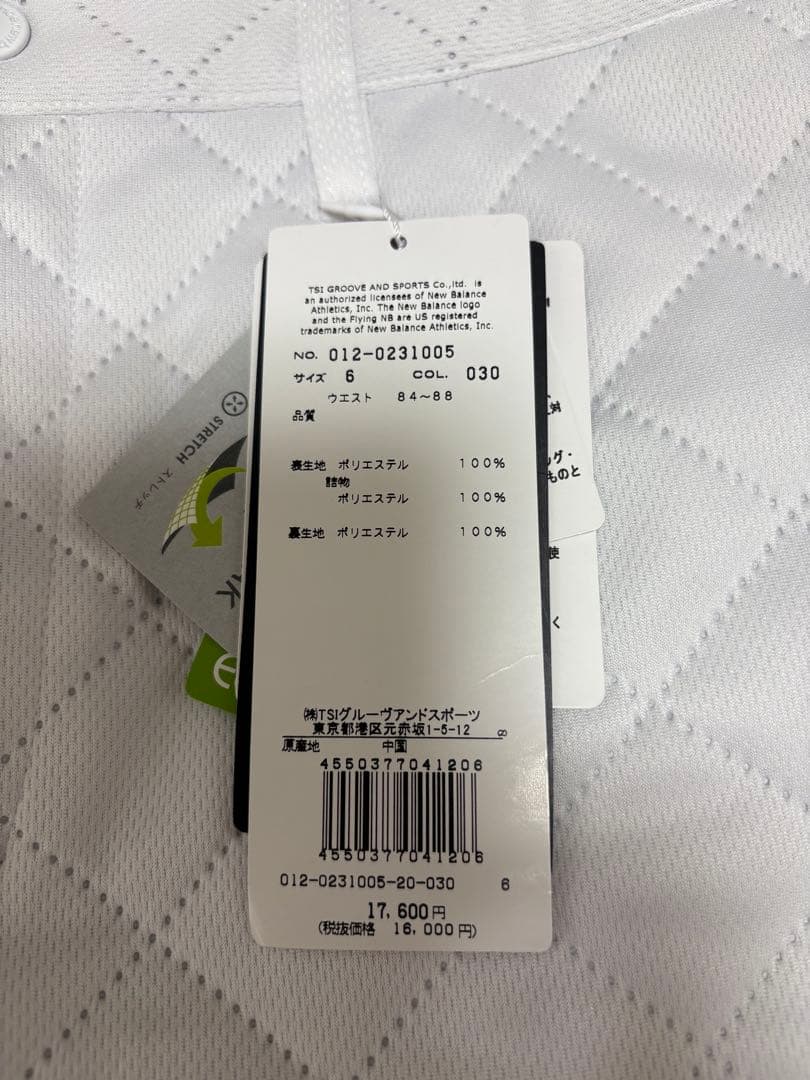 TSI GROOVE AND SPORTS Co.,ltd. is
an authorized licensees of New Balance
Athletics, Inc. The New Balance logo
and the Flying NB are US registered
trademarks of New Balance Athletics, Inc.
NO. 012-0231005
サイズ 6 COL. 030
ウエスト 84～88
品質
表生地 ポリエステル 100%
詰物
ポリエステル 100%
裏生地 ポリエステル 100%
㈱TSIグルーヴアンドスポーツ
東京都港区元赤坂1-5-12
原産地 中国
4550377041206
4550377041206
012-0231005-20-030 6
17,600円
(税抜価格 16,000円)
STRETCH ストレッチ
対
グ・
ものと
使
く